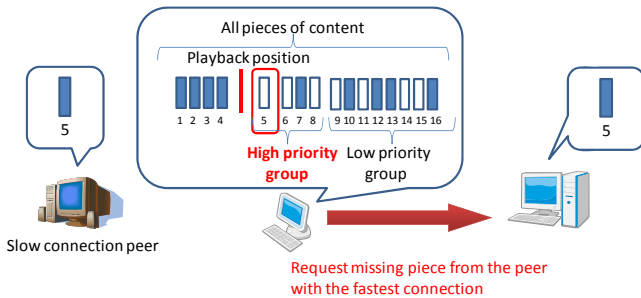 All pieces of content
Playback position
1 2 3 4 5 6 7 8 9 10 11 12 13 14 15 16
High priority
group
Low priority
group
5
5
Slow connection peer
Request missing piece from the peer
with the fastest connection